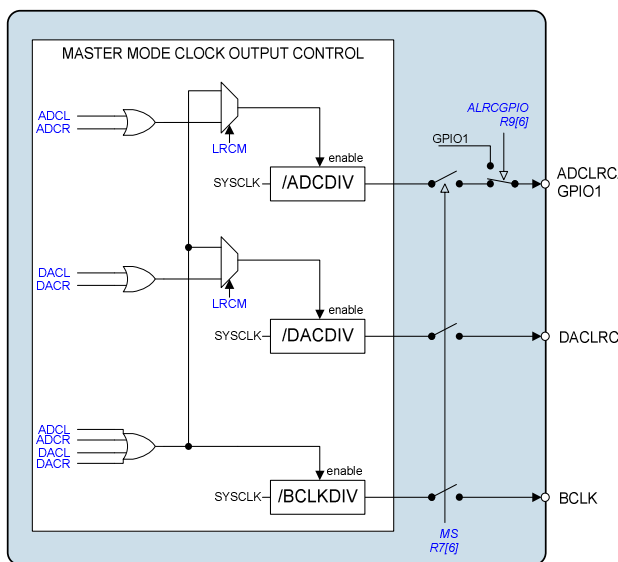 MASTER MODE CLOCK OUTPUT CONTROL
ADCL
ADCR
LRCM
ALRCGPIO
R9[6]
GPIO1
enable
SYSCLK
/ADCDIV
ADCLRC/
GPIO1
DACL
DACR
LRCM
enable
SYSCLK
/DACDIV
DACLRC
ADCL
ADCR
DACL
DACR
enable
SYSCLK
/BCLKDIV
BCLK
MS
R7[6]